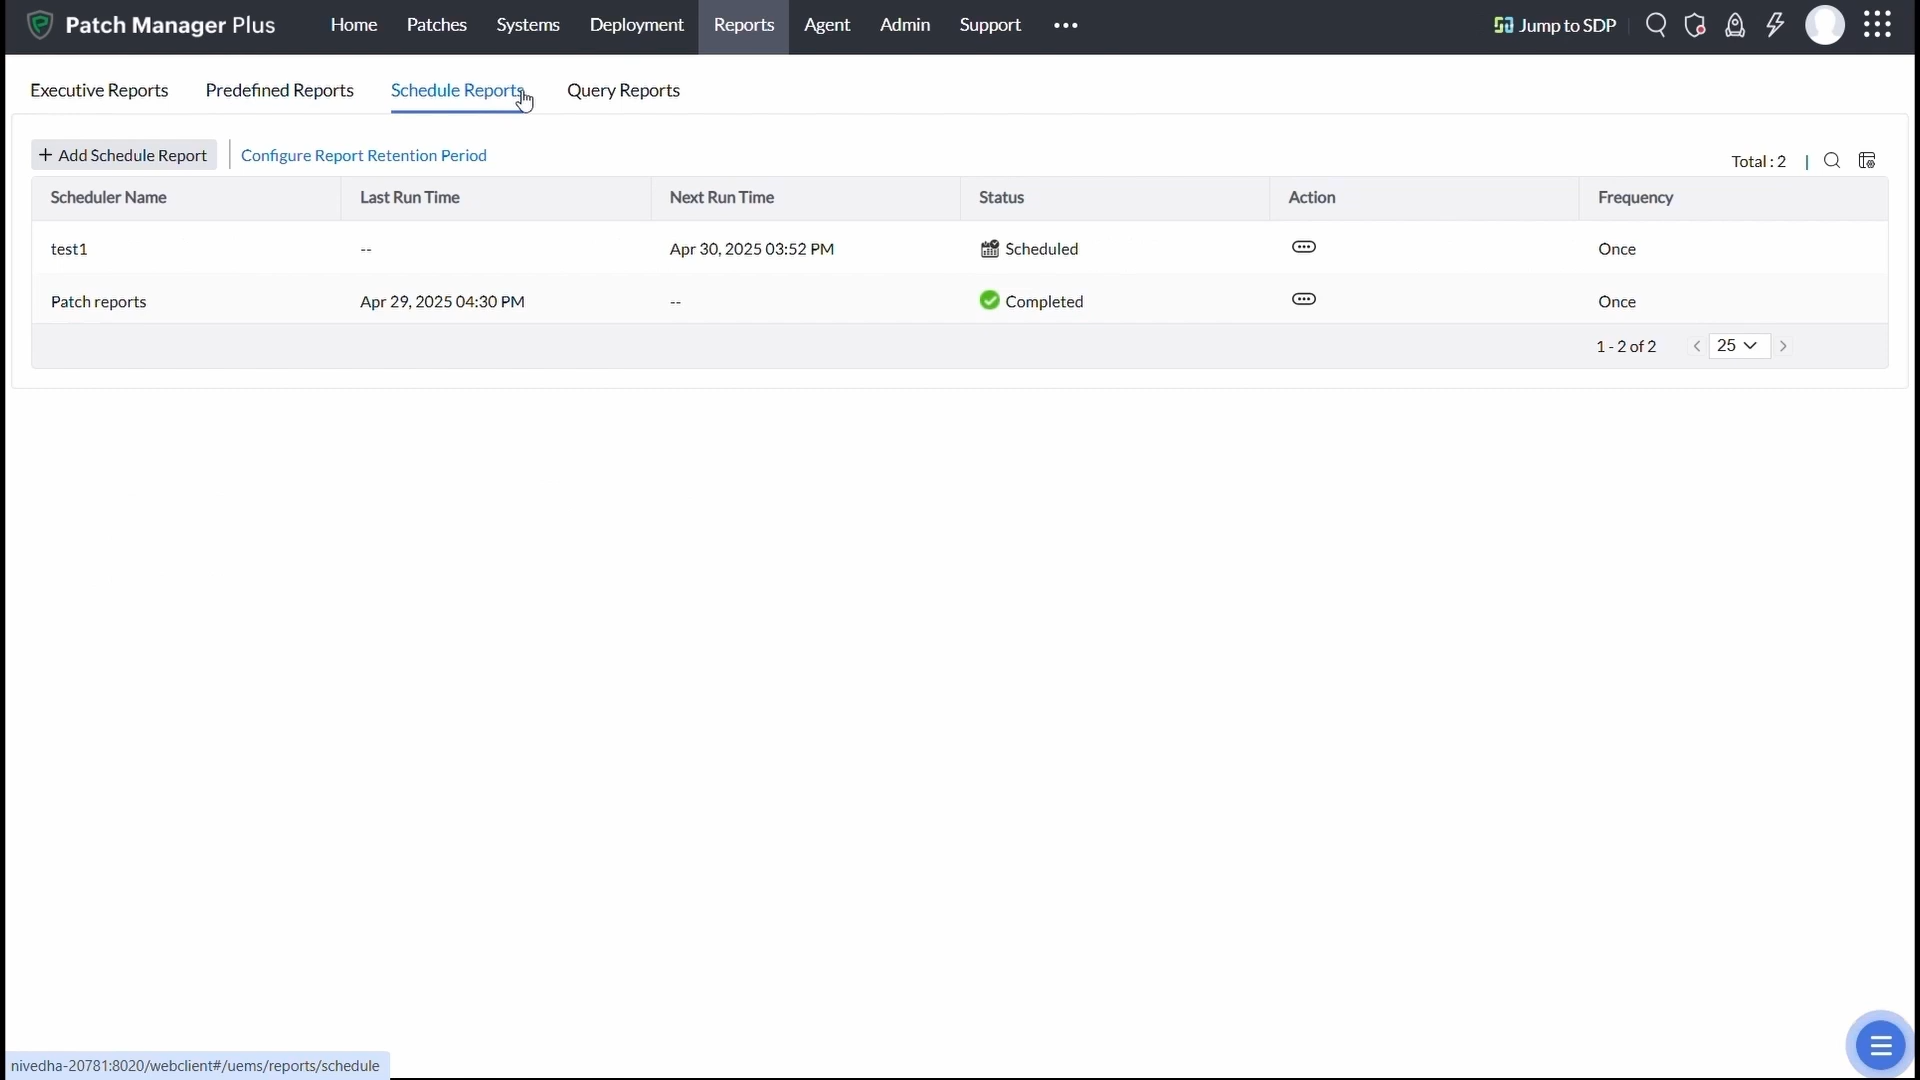 Patch Manager Plus Home Patches Systems Deployment Reports Agent Admin Support ••• Jump to SDP
Executive Reports Predefined Reports Schedule Reports Query Reports
+ Add Schedule Report Configure Report Retention Period Total : 2 |
Scheduler Name Last Run Time Next Run Time Status Action Frequency
test1 -- Apr 30, 2025 03:52 PM Scheduled Once
Patch reports Apr 29, 2025 04:30 PM -- Completed Once
1 - 2 of 2 25
nivedha-20781:8020/webclient#/uems/reports/schedule